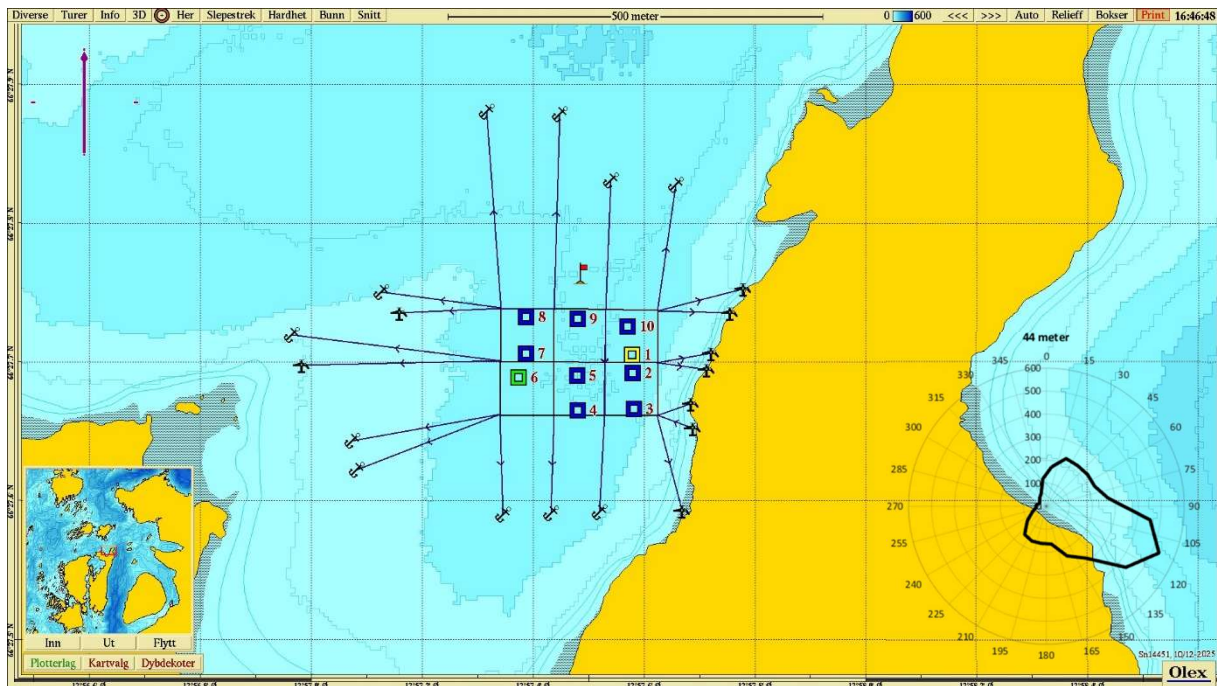 Diverse Turer Info 3D Her Slepestrek Hardhet Bunn Snitt 500 meter 0 600 <<< >>> Auto Relieff Bokser Print 16:46:48
8 9 10
7 1
6 5 2
4 3
44 meter
345 0 15
330 600 30
315 500 45
300 400 60
300
285 200 75
100
270 90
255 105
240 120
225 135
210 150
195 180 165
Inn Ut Flytt
Plotterlag Kartvalg Dybdekoter
Sn14451, 10/12-2025
Olex